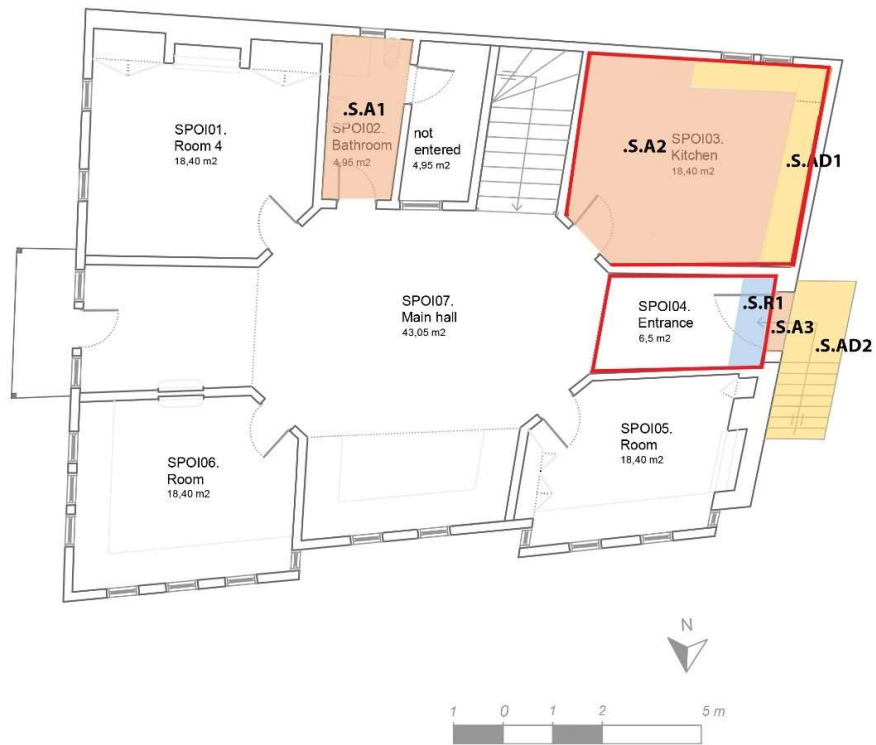 SPOI01.
Room 4
18,40 m2
.S.A1
SPOI02.
Bathroom
4,95 m2
not
entered
4,95 m2
.S.A2
SPOI03.
Kitchen
18,40 m2
.S.AD1
SPOI07.
Main hall
43,05 m2
SPOI04.
Entrance
6,5 m2
.S.R1
.S.A3
.S.AD2
SPOI06.
Room
18,40 m2
SPOI05.
Room
18,40 m2
N
1 0 1 2 5 m